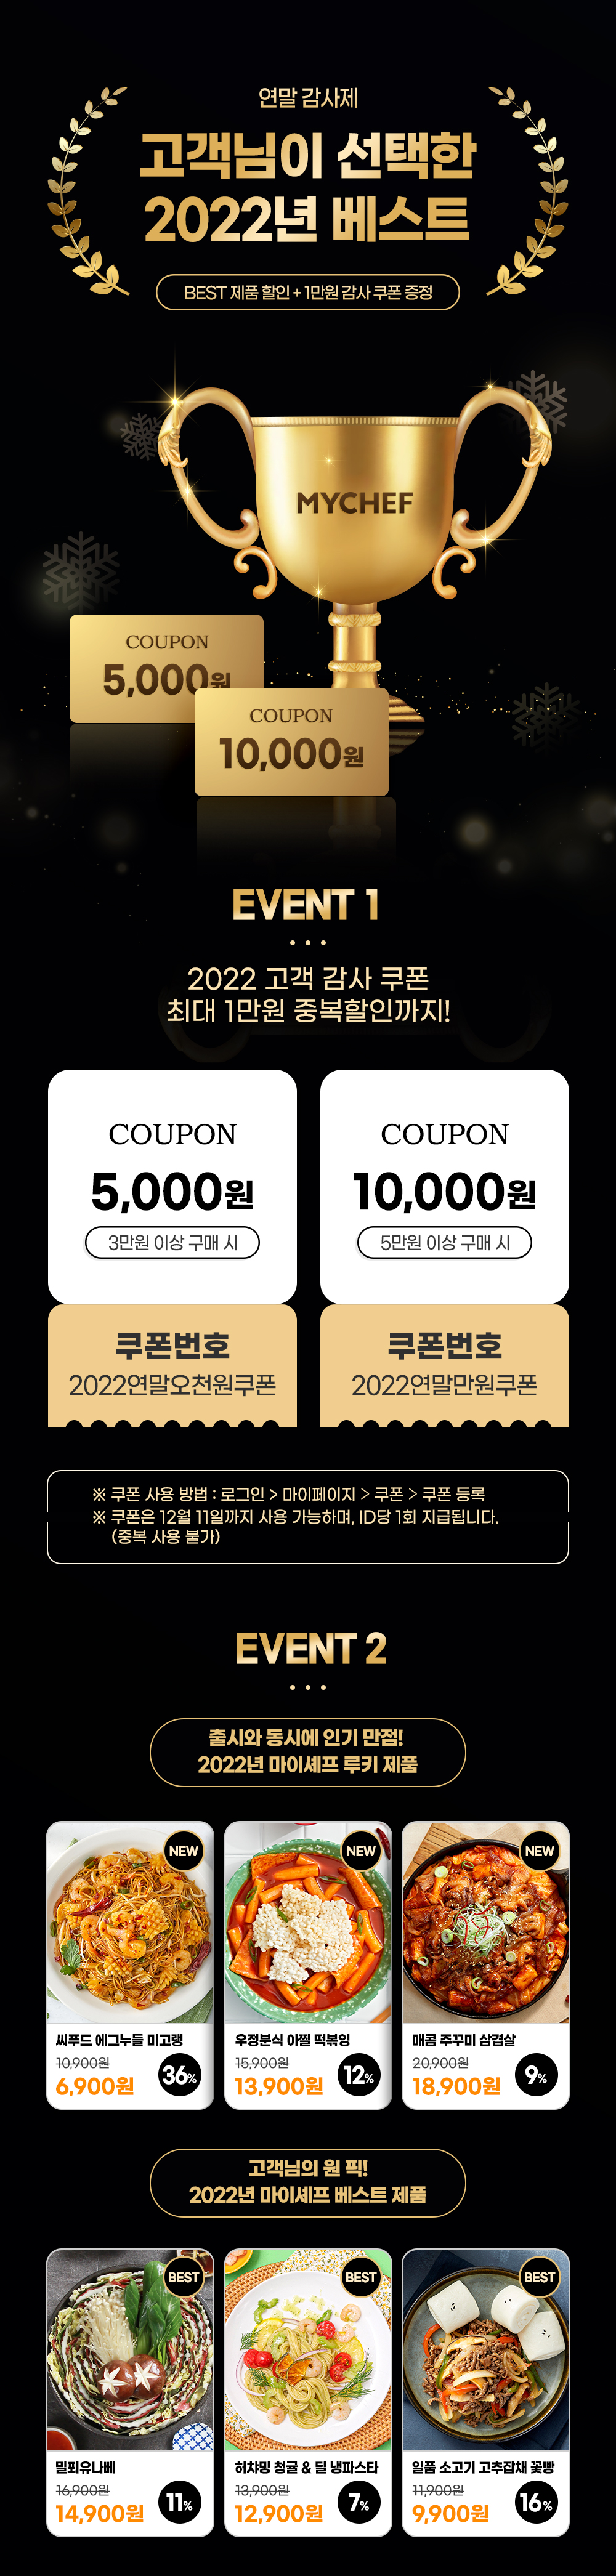 연말 감사제
고객님이 선택한
2022년 베스트
BEST 제품 할인 + 1만원 감사 쿠폰 증정
MYCHEF
COUPON
5,000원
COUPON
10,000원
EVENT 1
2022 고객 감사 쿠폰
최대 1만원 중복할인까지!
COUPON
5,000원
3만원 이상 구매 시
쿠폰번호
2022연말오천원쿠폰
COUPON
10,000원
5만원 이상 구매 시
쿠폰번호
2022연말만원쿠폰
※ 쿠폰 사용 방법 : 로그인 > 마이페이지 > 쿠폰 > 쿠폰 등록
※ 쿠폰은 12월 11일까지 사용 가능하며, ID당 1회 지급됩니다.
(중복 사용 불가)
EVENT 2
출시와 동시에 인기 만점!
2022년 마이셰프 루키 제품
NEW
씨푸드 에그누들 미고랭
10,900원
6,900원
36%
NEW
우정분식 아찔 떡볶잉
15,900원
13,900원
12%
NEW
매콤 주꾸미 삼겹살
20,900원
18,900원
9%
고객님의 원 픽!
2022년 마이셰프 베스트 제품
BEST
밀푀유나베
16,900원
14,900원
11%
BEST
허챠밍 청귤 & 딜 냉파스타
13,900원
12,900원
7%
BEST
일품 소고기 고추잡채 꽃빵
11,900원
9,900원
16%